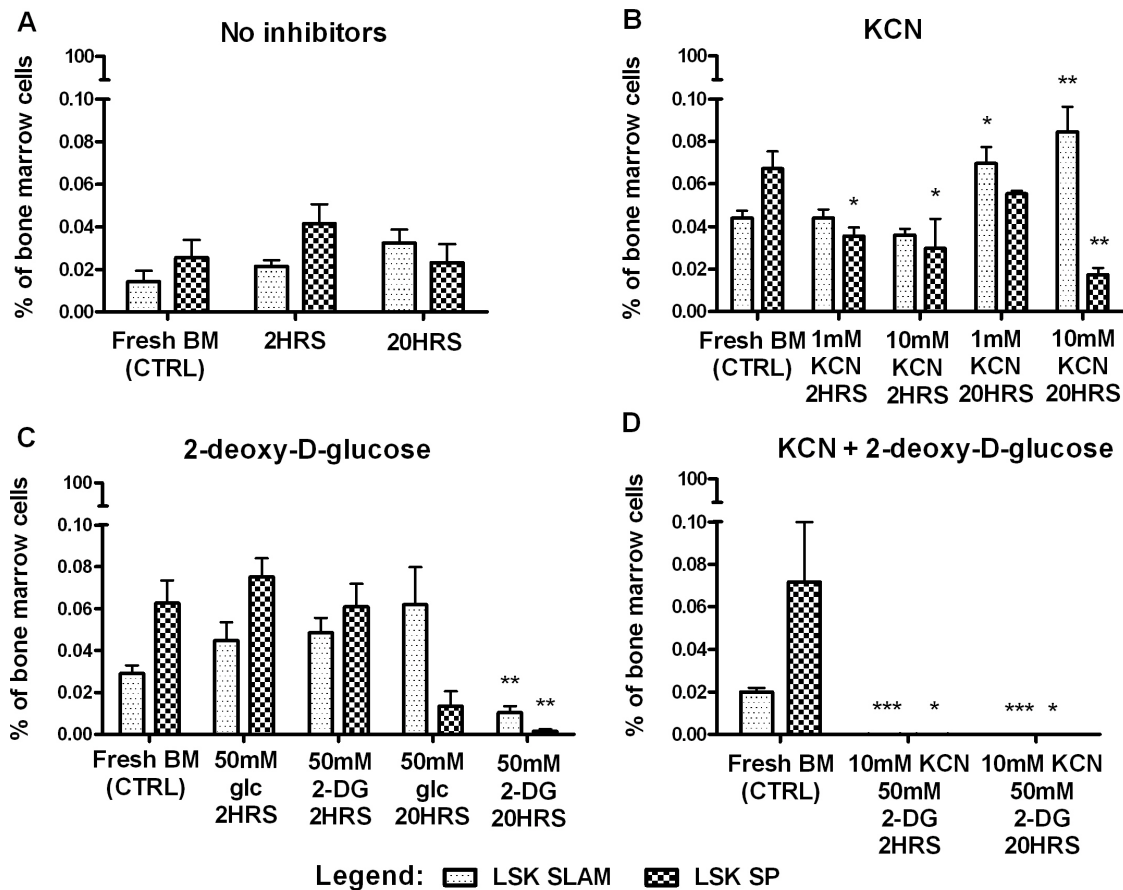 A
No inhibitors
% of bone marrow cells
100
0.10
0.08
0.06
0.04
0.02
0.00
Fresh BM 2HRS 20HRS
(CTRL)
B
KCN
% of bone marrow cells
100
0.10
0.08
0.06
0.04
0.02
0.00
* * * ** **
Fresh BM 1mM 10mM 1mM 10mM
(CTRL) KCN KCN KCN KCN
2HRS 2HRS 20HRS 20HRS
C
2-deoxy-D-glucose
% of bone marrow cells
100
0.10
0.08
0.06
0.04
0.02
0.00
** **
Fresh BM 50mM 50mM 50mM 50mM
(CTRL) glc 2-DG glc 2-DG
2HRS 2HRS 20HRS 20HRS
D
KCN + 2-deoxy-D-glucose
% of bone marrow cells
100
0.10
0.08
0.06
0.04
0.02
0.00
*** * *** *
Fresh BM 10mM KCN 10mM KCN
(CTRL) 50mM 50mM
2-DG 2-DG
2HRS 20HRS
Legend: LSK SLAM LSK SP